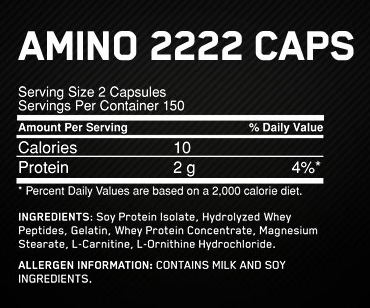 AMINO 2222 CAPS
Serving Size 2 Capsules
Servings Per Container 150
Amount Per Serving % Daily Value
Calories 10
Protein 2 g 4%*
* Percent Daily Values are based on a 2,000 calorie diet.
INGREDIENTS: Soy Protein Isolate, Hydrolyzed Whey
Peptides, Gelatin, Whey Protein Concentrate, Magnesium
Stearate, L-Carnitine, L-Ornithine Hydrochloride.
ALLERGEN INFORMATION: CONTAINS MILK AND SOY
INGREDIENTS.